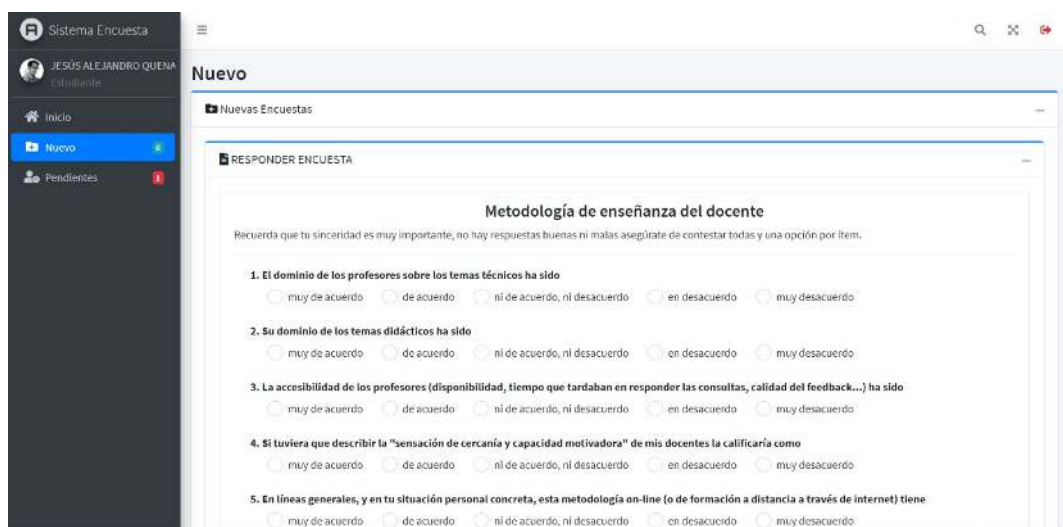 Sistema Encuesta
JESÚS ALEJANDRO QUENA
Estudiante
Inicio
Nuevo 0
Pendientes 1
Nuevo
Nuevas Encuestas
RESPONDER ENCUESTA
Metodología de enseñanza del docente
Recuerda que tu sinceridad es muy importante, no hay respuestas buenas ni malas asegúrate de contestar todas y una opción por ítem.
1. El dominio de los profesores sobre los temas técnicos ha sido
muy de acuerdo de acuerdo ni de acuerdo, ni desacuerdo en desacuerdo muy desacuerdo
2. Su dominio de los temas didácticos ha sido
muy de acuerdo de acuerdo ni de acuerdo, ni desacuerdo en desacuerdo muy desacuerdo
3. La accesibilidad de los profesores (disponibilidad, tiempo que tardaban en responder las consultas, calidad del feedback...) ha sido
muy de acuerdo de acuerdo ni de acuerdo, ni desacuerdo en desacuerdo muy desacuerdo
4. Si tuviera que describir la "sensación de cercanía y capacidad motivadora" de mis docentes la calificaría como
muy de acuerdo de acuerdo ni de acuerdo, ni desacuerdo en desacuerdo muy desacuerdo
5. En líneas generales, y en tu situación personal concreta, esta metodología on-line (o de formación a distancia a través de internet) tiene
muy de acuerdo de acuerdo ni de acuerdo, ni desacuerdo en desacuerdo muy desacuerdo